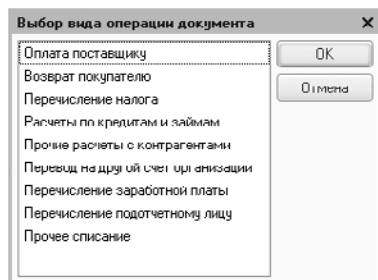 Выбор вида операции документа
Оплата поставщику
Возврат покупателю
Перечисление налога
Расчеты по кредитам и займам
Прочие расчеты с контрагентами
Перевод на другой счет организации
Перечисление заработной платы
Перечисление подотчетному лицу
Прочее списание
OK
Отмена